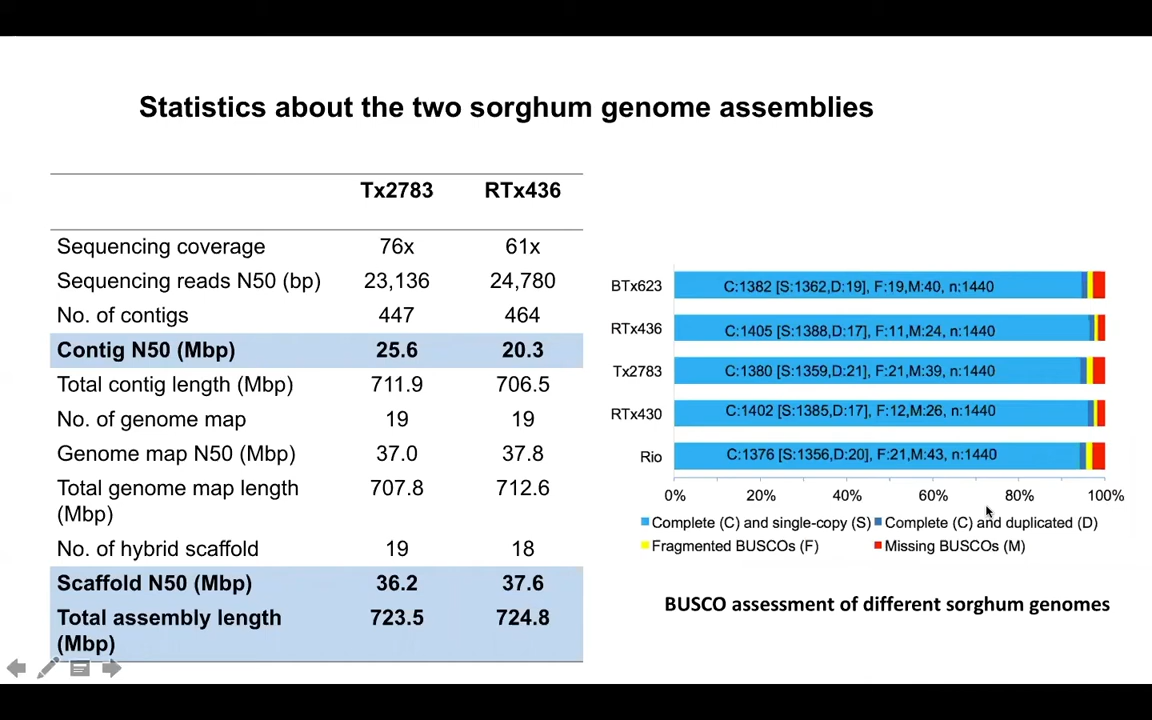 Statistics about the two sorghum genome assemblies
Tx2783 RTx436
Sequencing coverage 76x 61x
Sequencing reads N50 (bp) 23,136 24,780
No. of contigs 447 464
Contig N50 (Mbp) 25.6 20.3
Total contig length (Mbp) 711.9 706.5
No. of genome map 19 19
Genome map N50 (Mbp) 37.0 37.8
Total genome map length 707.8 712.6
(Mbp)
No. of hybrid scaffold 19 18
Scaffold N50 (Mbp) 36.2 37.6
Total assembly length 723.5 724.8
(Mbp)
BTx623 C:1382 [S:1362,D:19], F:19,M:40, n:1440
RTx436 C:1405 [S:1388,D:17], F:11,M:24, n:1440
Tx2783 C:1380 [S:1359,D:21], F:21,M:39, n:1440
RTx430 C:1402 [S:1385,D:17], F:12,M:26, n:1440
Rio C:1376 [S:1356,D:20], F:21,M:43, n:1440
0% 20% 40% 60% 80% 100%
Complete (C) and single-copy (S) Complete (C) and duplicated (D)
Fragmented BUSCOs (F) Missing BUSCOs (M)
BUSCO assessment of different sorghum genomes